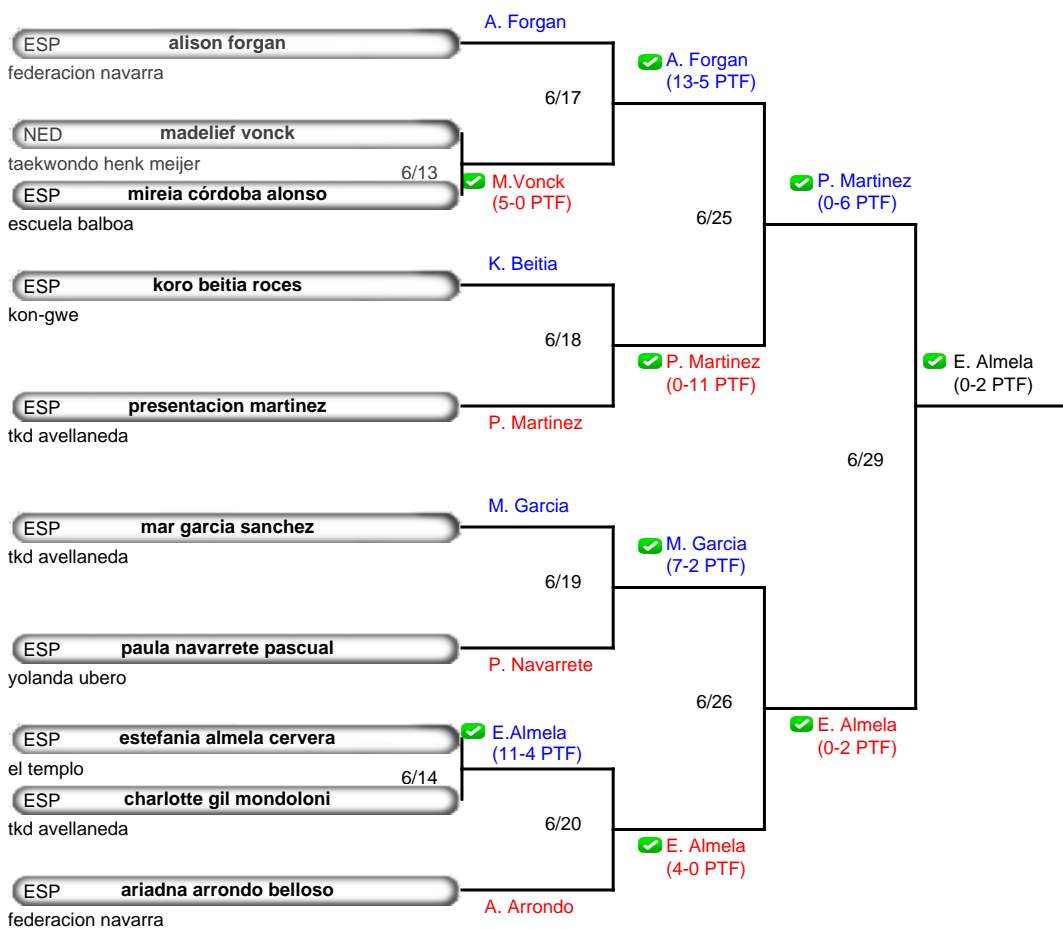 A. Forgan
ESP alison forgan
federacion navarra
A. Forgan
(13-5 PTF)
6/17
NED madelief vonck
taekwondo henk meijer
6/13
M.Vonck
(5-0 PTF)
ESP mireia córdoba alonso
escuela balboa
P. Martinez
(0-6 PTF)
6/25
K. Beitia
ESP koro beitia roces
kon-gwe
6/18
P. Martinez
(0-11 PTF)
E. Almela
(0-2 PTF)
ESP presentacion martinez
tkd avellaneda
P. Martinez
6/29
M. Garcia
ESP mar garcia sanchez
tkd avellaneda
M. Garcia
(7-2 PTF)
6/19
ESP paula navarrete pascual
yolanda ubero
P. Navarrete
6/26
E. Almela
(0-2 PTF)
ESP estefania almela cervera
el templo
E.Almela
(11-4 PTF)
6/14
ESP charlotte gil mondoloni
tkd avellaneda
6/20
E. Almela
(4-0 PTF)
ESP ariadna arrondo belloso
federacion navarra
A. Arrondo